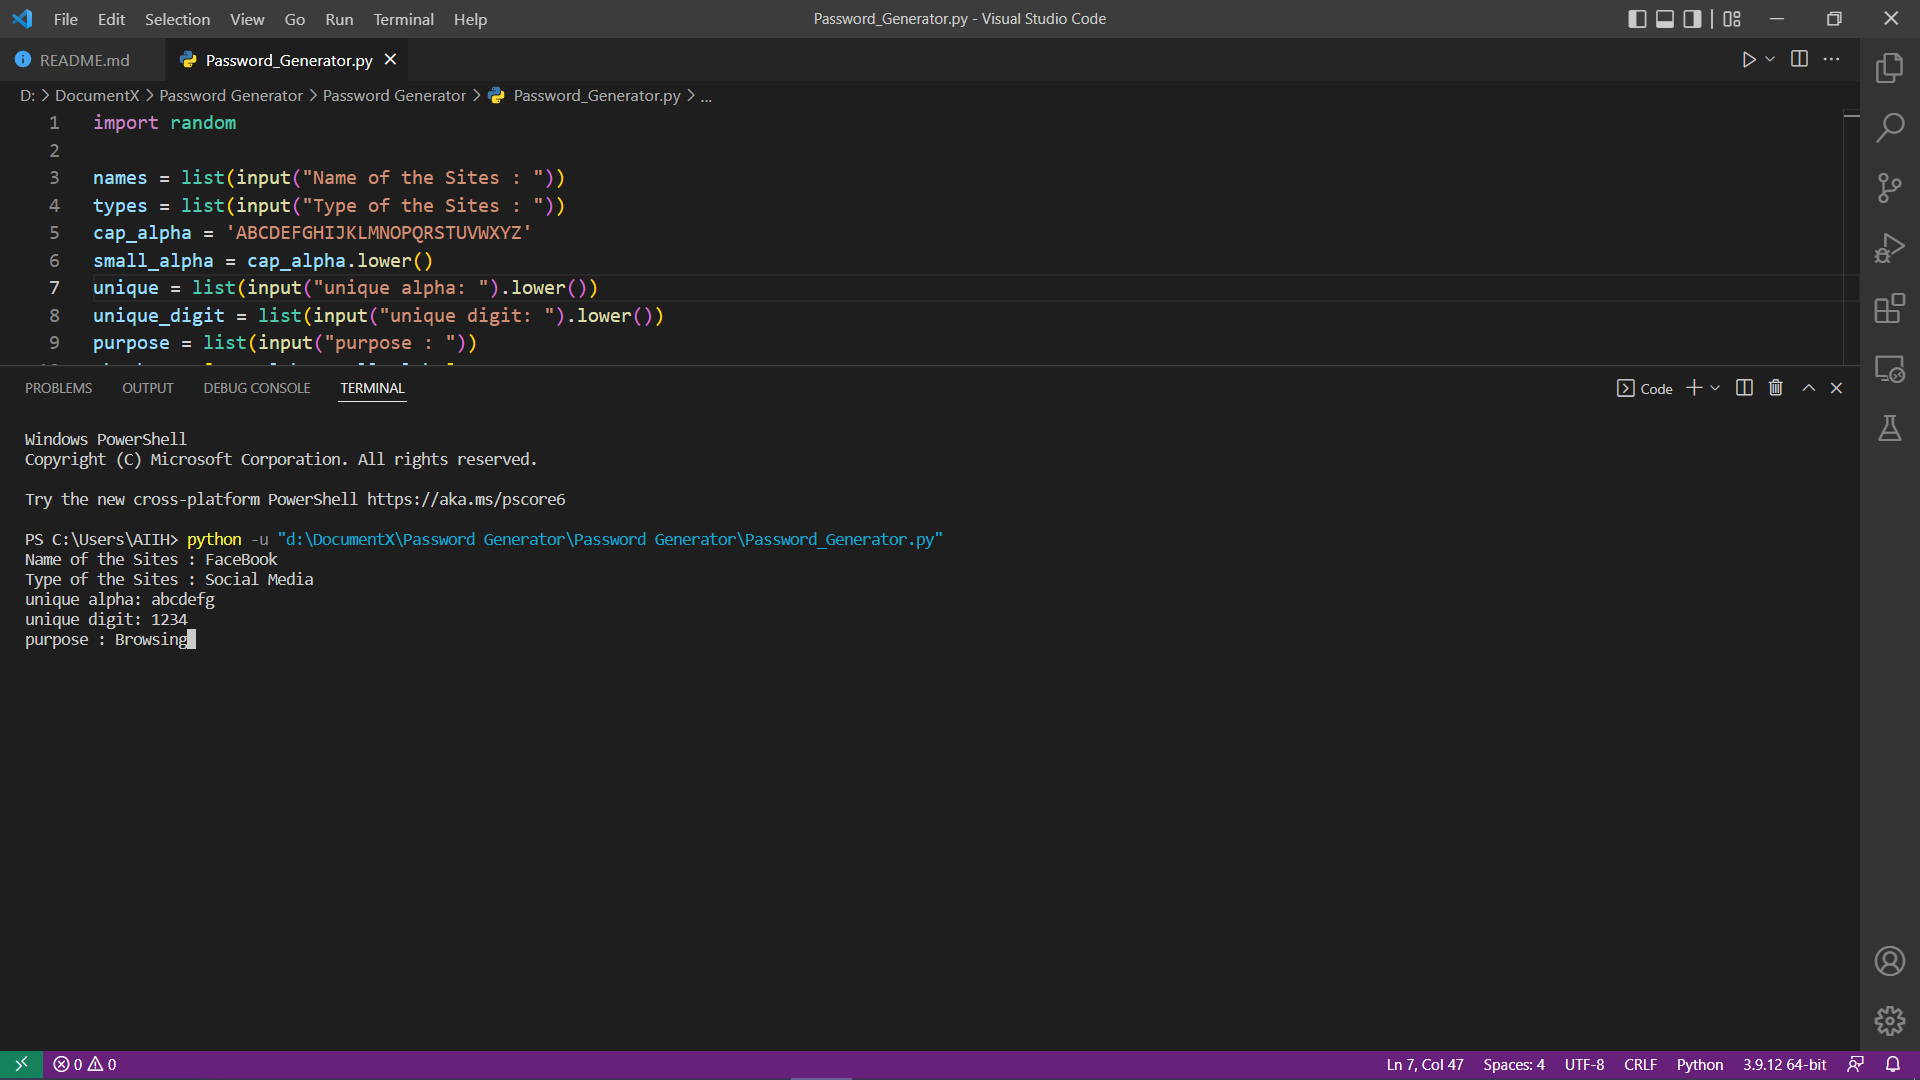 File Edit Selection View Go Run Terminal Help
Password_Generator.py - Visual Studio Code
README.md Password_Generator.py
D: > DocumentX > Password Generator > Password Generator > Password_Generator.py > ...
1 import random
2
3 names = list(input("Name of the Sites : "))
4 types = list(input("Type of the Sites : "))
5 cap_alpha = 'ABCDEFGHIJKLMNOPQRSTUVWXYZ'
6 small_alpha = cap_alpha.lower()
7 unique = list(input("unique alpha: ").lower())
8 unique_digit = list(input("unique digit: ").lower())
9 purpose = list(input("purpose : "))
PROBLEMS OUTPUT DEBUG CONSOLE TERMINAL
Code
Windows PowerShell
Copyright (C) Microsoft Corporation. All rights reserved.
Try the new cross-platform PowerShell https://aka.ms/pscore6
PS C:\Users\AIIH> python -u "d:\DocumentX\Password Generator\Password Generator\Password_Generator.py"
Name of the Sites : FaceBook
Type of the Sites : Social Media
unique alpha: abcdefg
unique digit: 1234
purpose : Browsing
0 0
Ln 7, Col 47 Spaces: 4 UTF-8 CRLF Python 3.9.12 64-bit